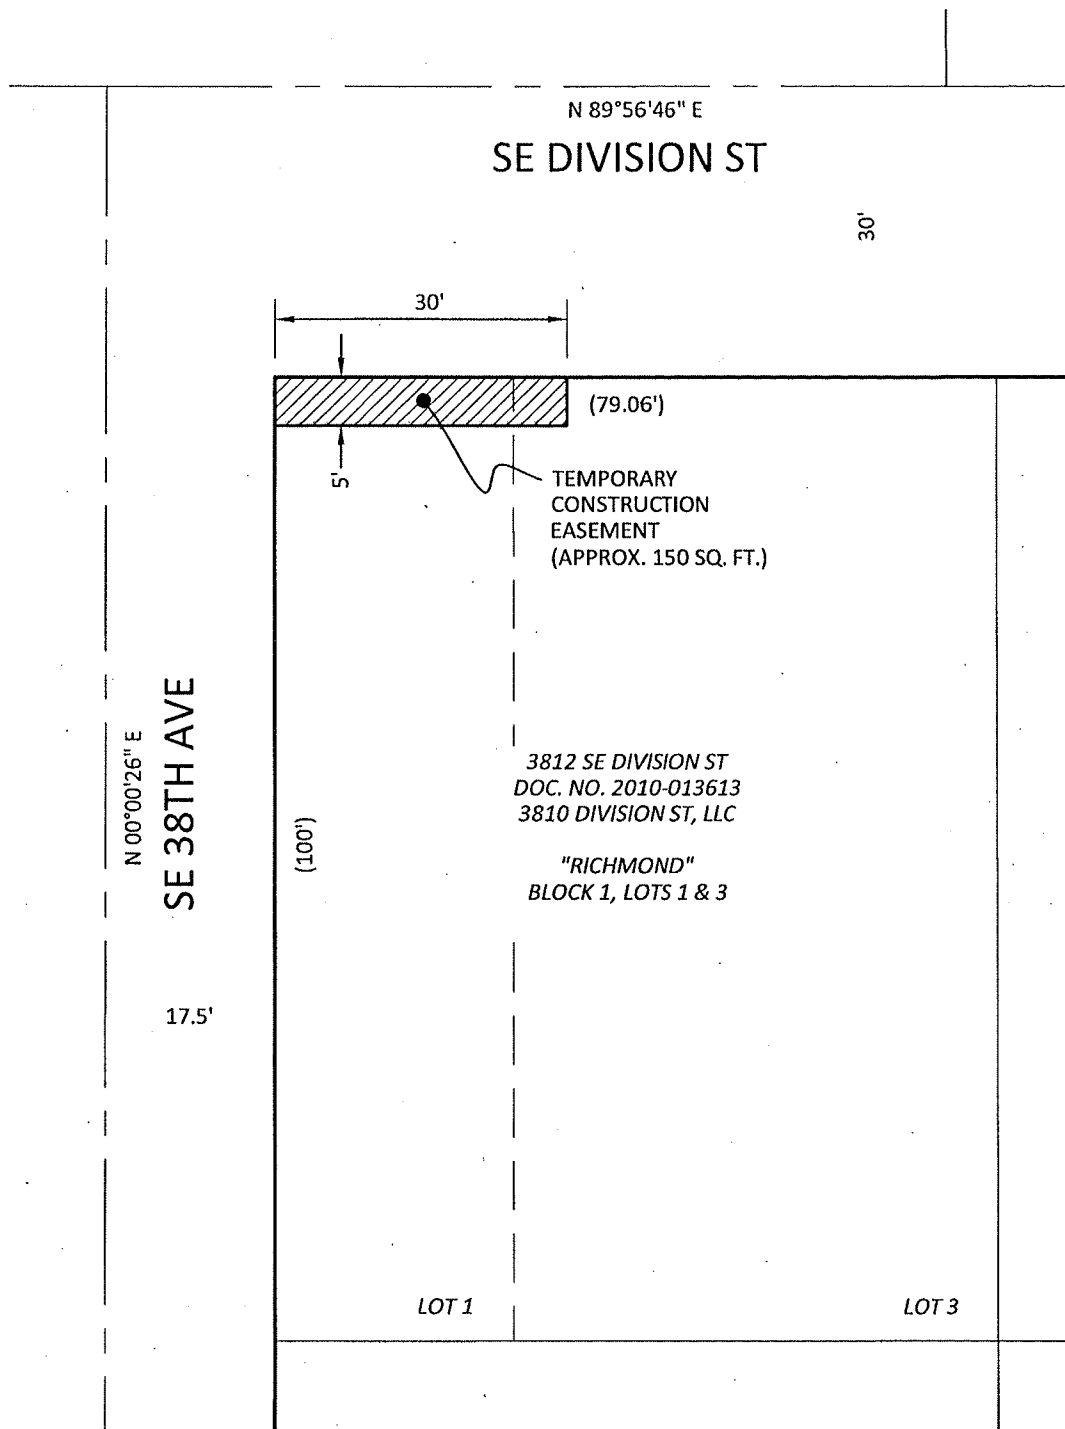 N 89°56'46" E
SE DIVISION ST
30'
30'
(79.06')
5'
TEMPORARY
CONSTRUCTION
EASEMENT
(APPROX. 150 SQ. FT.)
N 00°00'26" E
SE 38TH AVE
(100')
3812 SE DIVISION ST
DOC. NO. 2010-013613
3810 DIVISION ST, LLC
"RICHMOND"
BLOCK 1, LOTS 1 & 3
17.5'
LOT 1
LOT 3